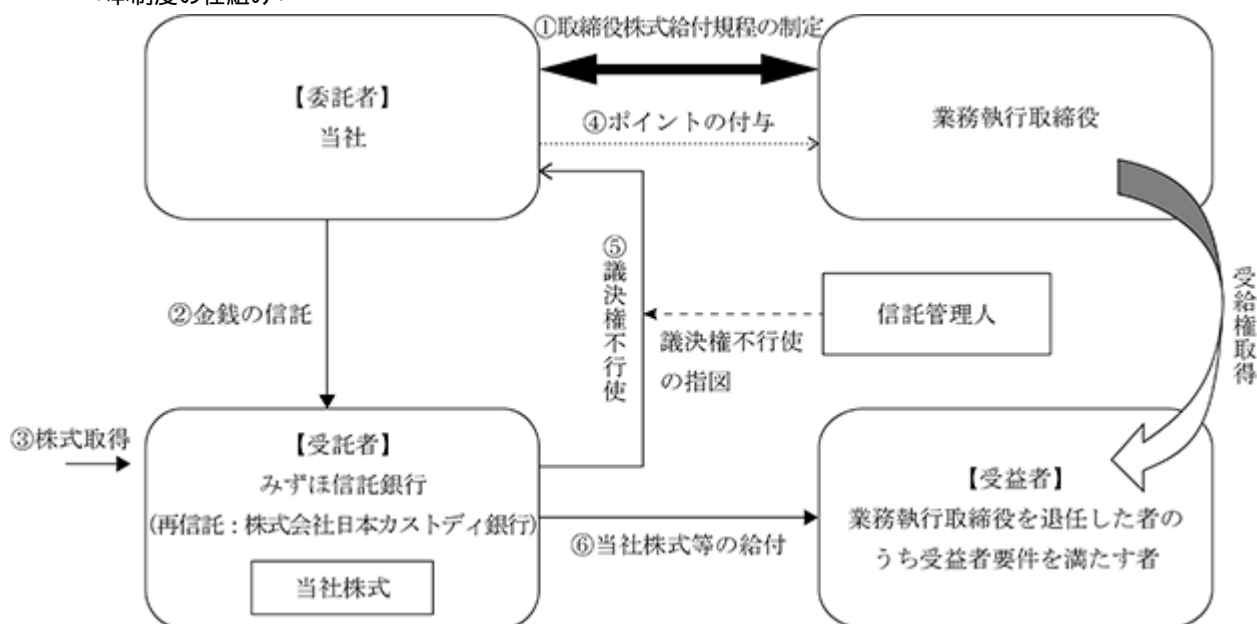 ①取締役株式給付規程の制定
【委託者】
当社
④ポイントの付与
業務執行取締役
②金銭の信託
⑤議決権不行使
議決権不行使
の指図
信託管理人
受給権取得
③株式取得
【受託者】
みずほ信託銀行
(再信託：株式会社日本カストディ銀行)
当社株式
⑥当社株式等の給付
【受益者】
業務執行取締役を退任した者の
うち受益者要件を満たす者